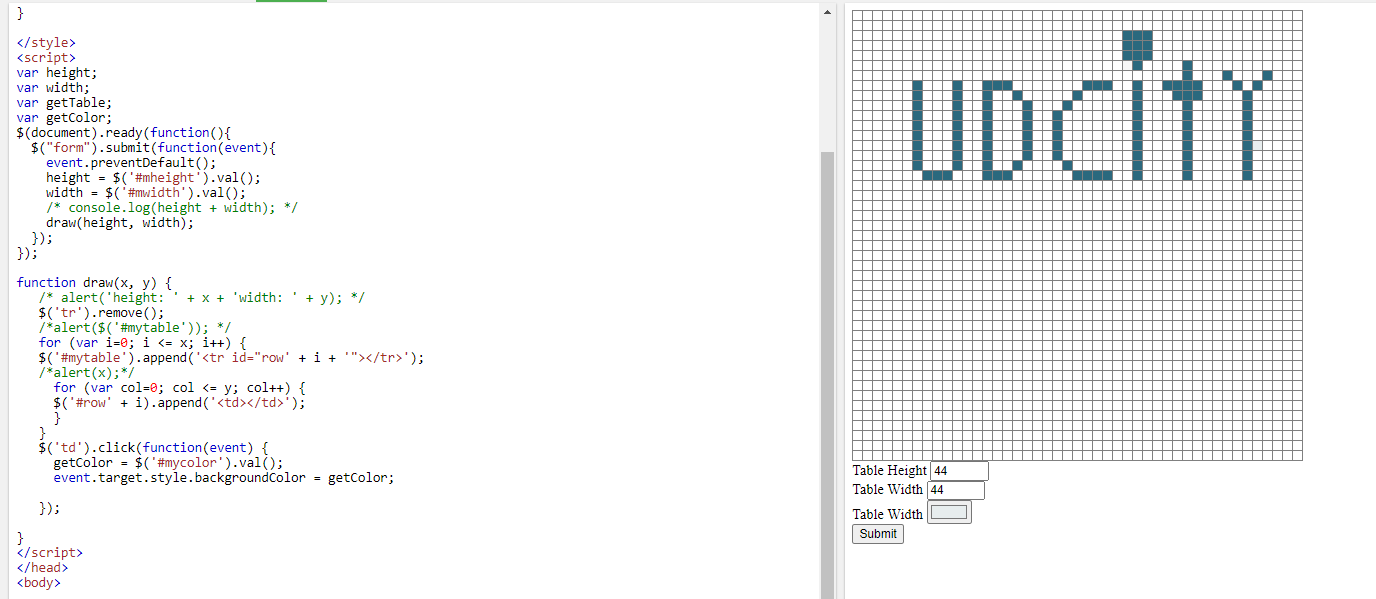 }
</style>
<script>
var height;
var width;
var getTable;
var getColor;
$(document).ready(function(){
$("form").submit(function(event){
event.preventDefault();
height = $('#mheight').val();
width = $('#mwidth').val();
/* console.log(height + width); */
draw(height, width);
});
});
function draw(x, y) {
/* alert('height: ' + x + 'width: ' + y); */
$('tr').remove();
/*alert($('#mytable')); */
for (var i=0; i <= x; i++) {
$('#mytable').append('<tr id="row' + i + '"></tr>');
/*alert(x);*/
for (var col=0; col <= y; col++) {
$('#row' + i).append('<td></td>');
}
}
$('td').click(function(event) {
getColor = $('#mycolor').val();
event.target.style.backgroundColor = getColor;
});
}
</script>
</head>
<body>
UDCiTY
Table Height 44
Table Width 44
Table Width
Submit